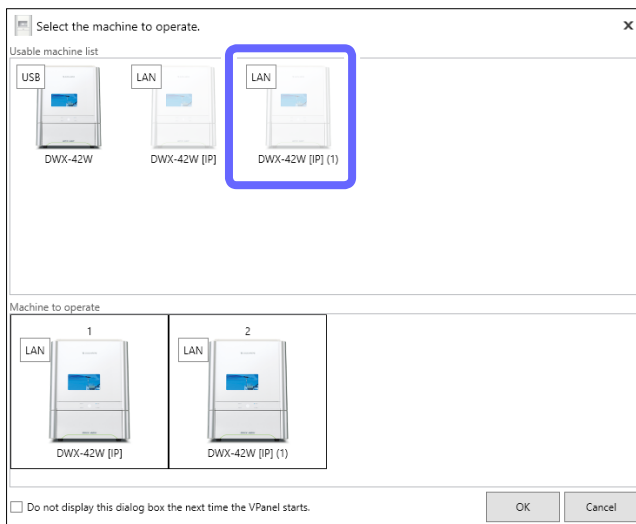 Select the machine to operate.
x
Usable machine list
USB
LAN
LAN
DWX-42W
DWX-42W [IP]
DWX-42W [IP] (1)
Machine to operate
1
2
LAN
LAN
DWX-42W [IP]
DWX-42W [IP] (1)
Do not display this dialog box the next time the VPanel starts.
OK
Cancel